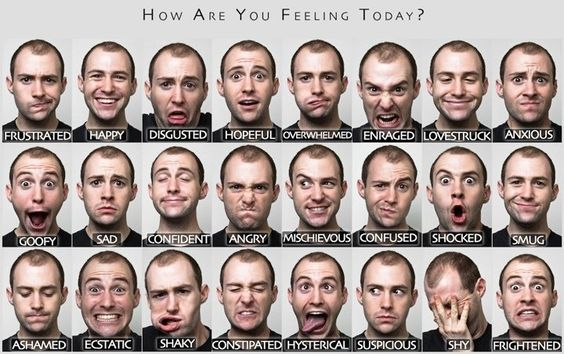 How Are You Feeling Today?
FRUSTRATED HAPPY DISGUSTED HOPEFUL OVERWHELMED ENRAGED LOVESTRUCK ANXIOUS
GOOFY SAD CONFIDENT ANGRY MISCHIEVOUS CONFUSED SHOCKED SMUG
ASHAMED ECSTATIC SHAKY CONSTIPATED HYSTERICAL SUSPICIOUS SHY FRIGHTENED